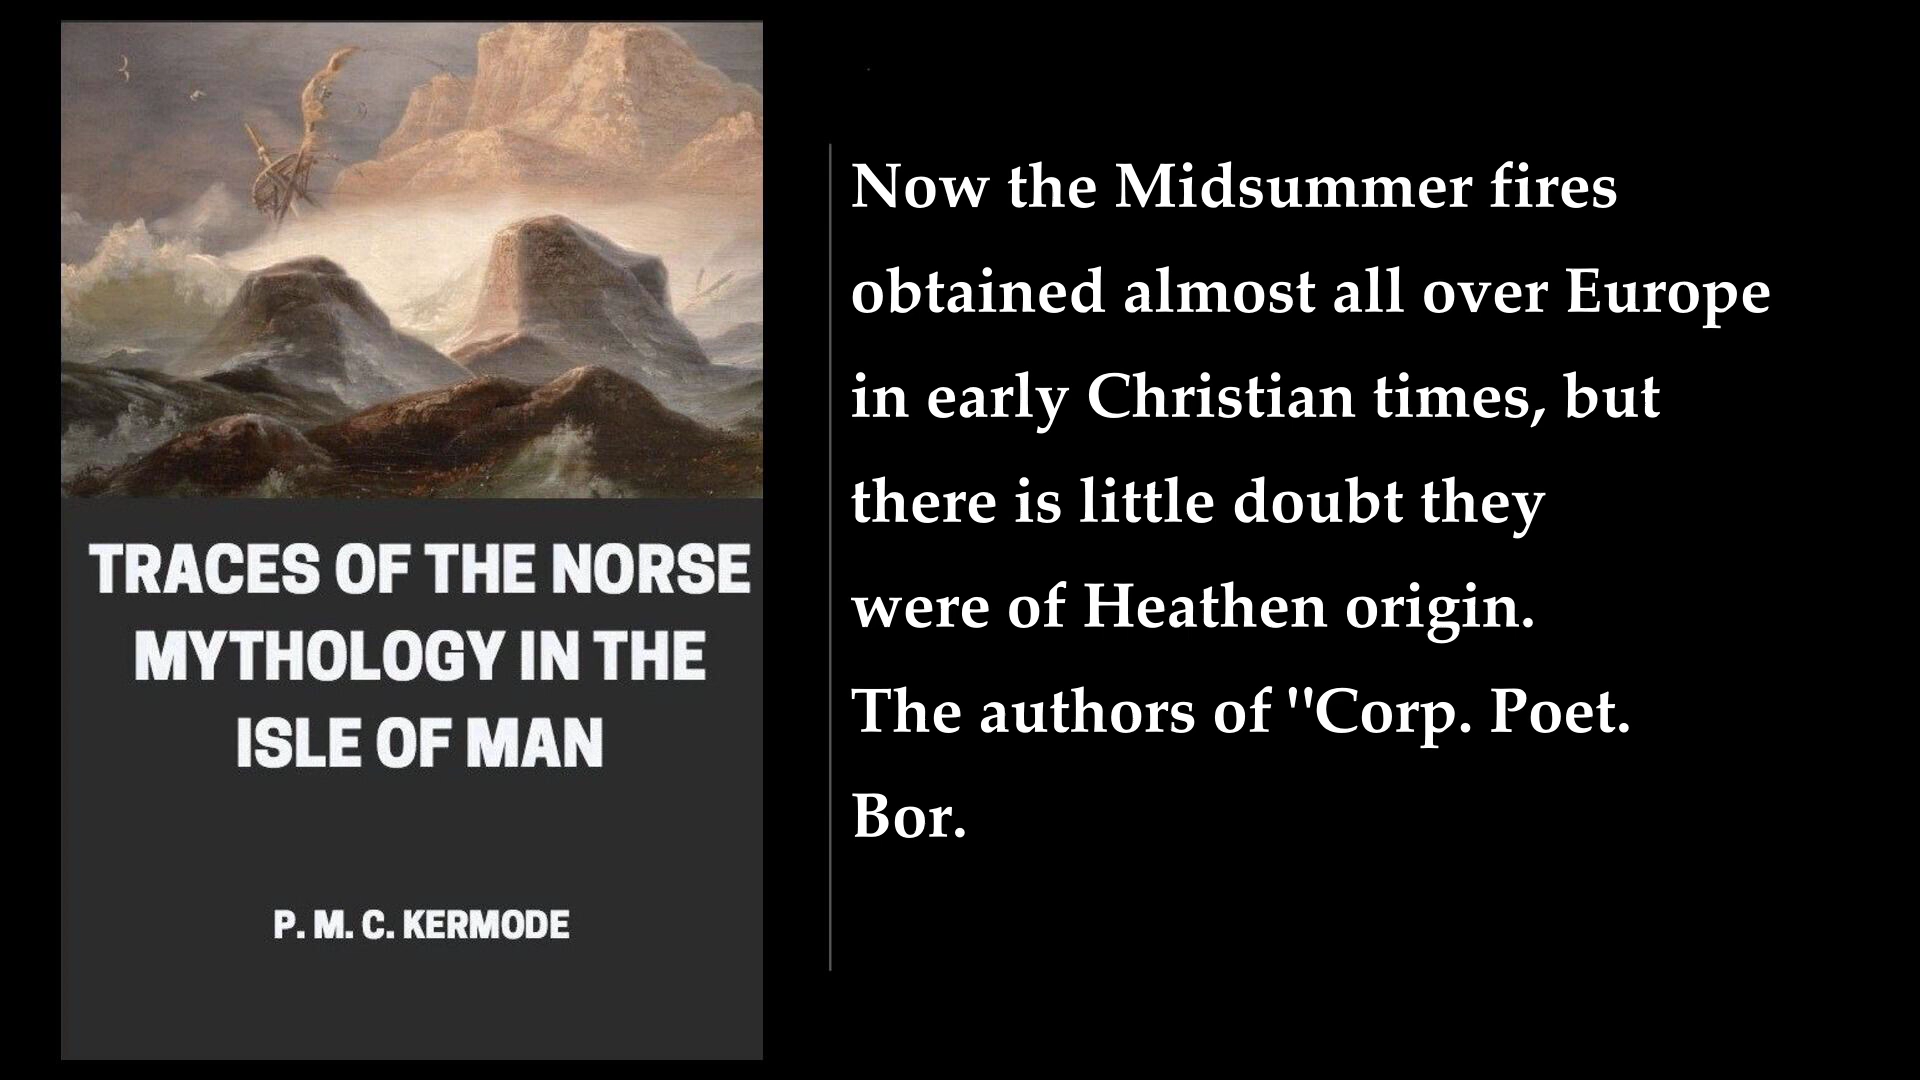 TRACES OF THE NORSE
MYTHOLOGY IN THE
ISLE OF MAN
P. M. C. KERMODE
Now the Midsummer fires
obtained almost all over Europe
in early Christian times, but
there is little doubt they
were of Heathen origin.
The authors of "Corp. Poet.
Bor.